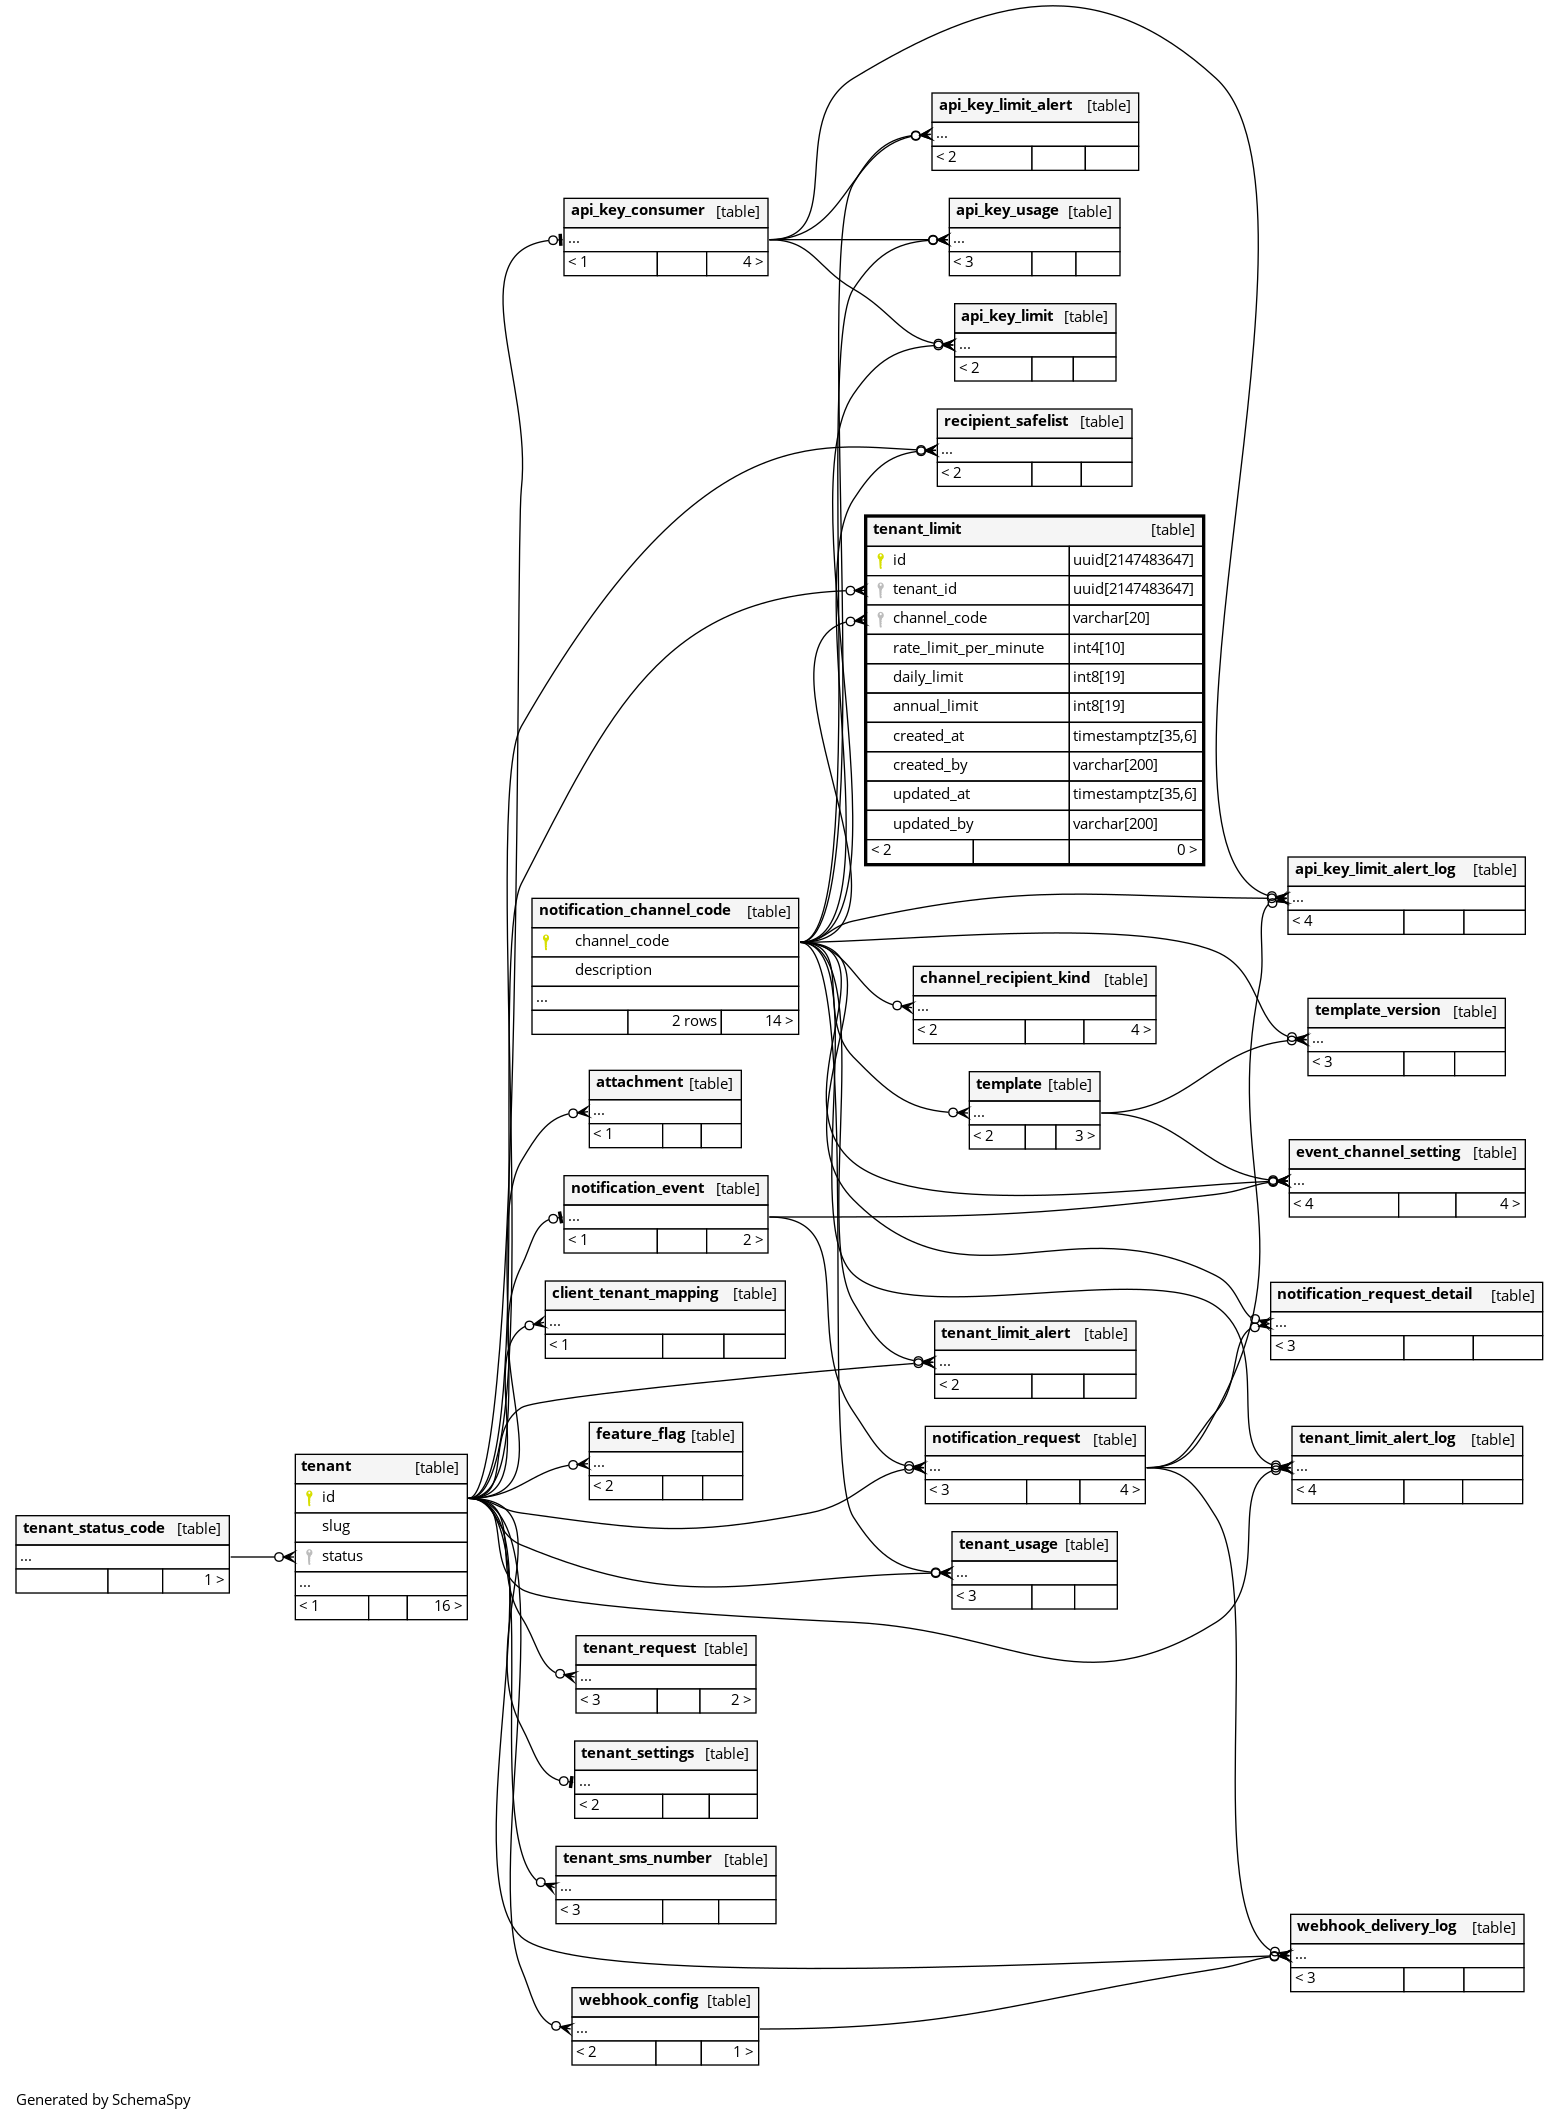 api_key_limit_alert [table]
...
< 2
api_key_consumer [table]
...
< 1 4 >
api_key_usage [table]
...
< 3
api_key_limit [table]
...
< 2
recipient_safelist [table]
...
< 2
tenant_limit [table]
id uuid[2147483647]
tenant_id uuid[2147483647]
channel_code varchar[20]
rate_limit_per_minute int4[10]
daily_limit int8[19]
annual_limit int8[19]
created_at timestamptz[35,6]
created_by varchar[200]
updated_at timestamptz[35,6]
updated_by varchar[200]
< 2 0 >
api_key_limit_alert_log [table]
...
< 4
notification_channel_code [table]
channel_code
description
...
2 rows 14 >
channel_recipient_kind [table]
...
< 2 4 >
template_version [table]
...
< 3
attachment [table]
...
< 1
template [table]
...
< 2 3 >
event_channel_setting [table]
...
< 4 4 >
notification_event [table]
...
< 1 2 >
client_tenant_mapping [table]
...
< 1
notification_request_detail [table]
...
< 3
tenant_limit_alert [table]
...
< 2
feature_flag [table]
...
< 2
notification_request [table]
...
< 3 4 >
tenant_limit_alert_log [table]
...
< 4
tenant [table]
id
slug
status
...
< 1 16 >
tenant_status_code [table]
...
1 >
tenant_usage [table]
...
< 3
tenant_request [table]
...
< 3 2 >
tenant_settings [table]
...
< 2
tenant_sms_number [table]
...
< 3
webhook_delivery_log [table]
...
< 3
webhook_config [table]
...
< 2 1 >
Generated by SchemaSpy